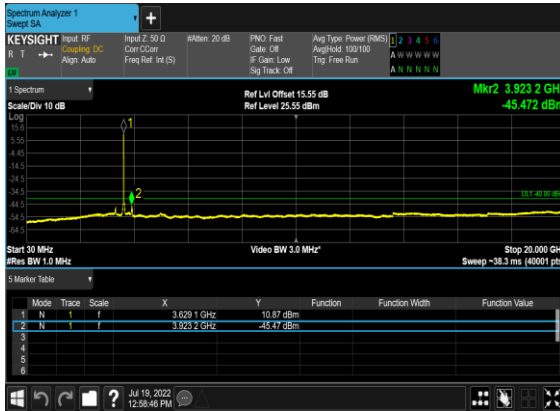 Spectrum Analyzer 1
Swept SA
+
KEYSIGHT Input: RF Input Z: 50 Ω #Atten: 20 dB PNO: Fast Avg Type: Power (RMS) 1 2 3 4 5 6
R T Coupling: DC Corr CCorr Gate: Off Avg|Hold: 100/100 A W W W W W
Align: Auto Freq Ref: Int (S) IF Gain: Low Trig: Free Run
LXI Sig Track: Off A N N N N N
1 Spectrum Ref Lvl Offset 15.55 dB Mkr2 3.923 2 GH
Scale/Div 10 dB Ref Level 25.55 dBm -45.472 dBm
Log
1
15.6
5.55
-4.45
-14.5
-24.5
-34.5
2
DL1 -40.00 dB
-44.5
-54.5
-64.5
Start 30 MHz Video BW 3.0 MHz* Stop 20.000 GH
#Res BW 1.0 MHz Sweep ~38.3 ms (40001 pts
5 Marker Table
Mode Trace Scale X Y Function Function Width Function Value
1 N 1 f 3.629 1 GHz 10.87 dBm
2 N 1 f 3.923 2 GHz -45.47 dBm
3
4
5
6
? Jul 19, 2022
12:58:46 PM